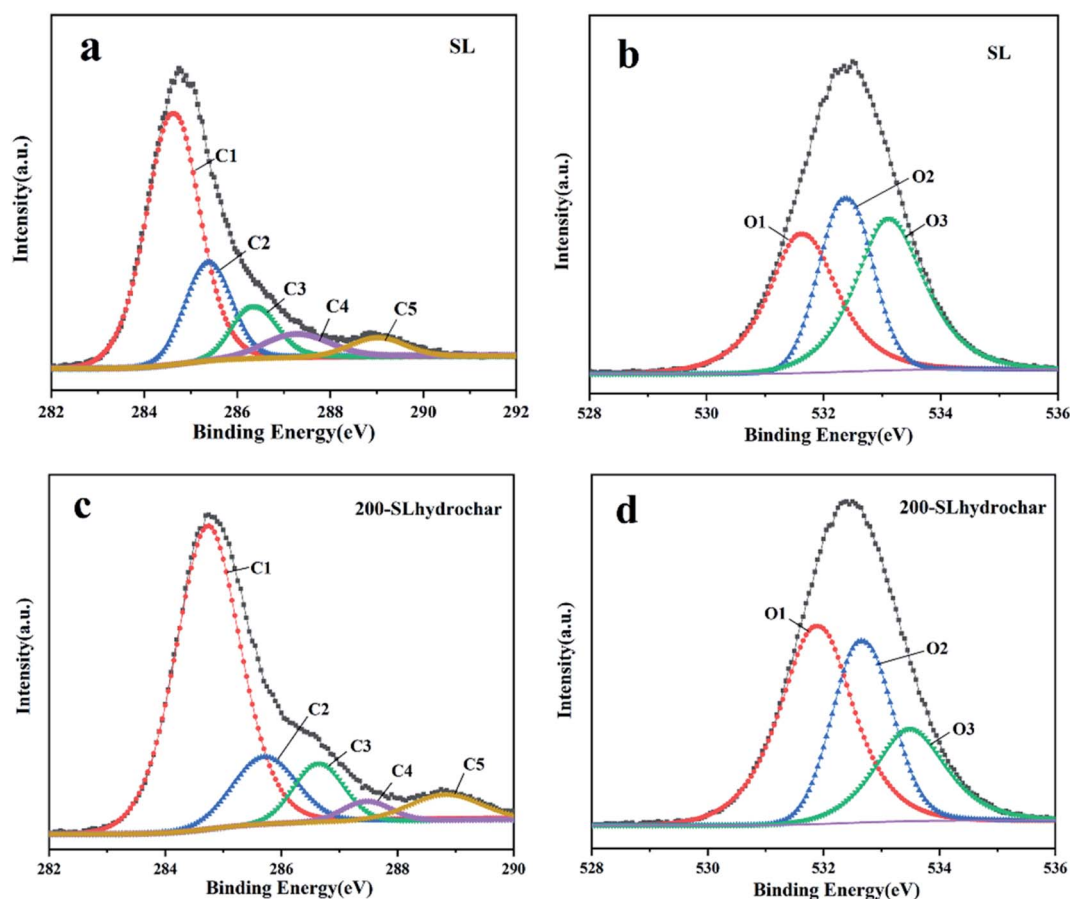 a
SL
C1
C2
C3
C4
C5
Intensity(a.u.)
282 284 286 288 290 292
Binding Energy(eV)
b
SL
O1
O2
O3
Intensity(a.u.)
528 530 532 534 536
Binding Energy(eV)
c
200-SLhydrochar
C1
C2
C3
C4
C5
Intensity(a.u.)
282 284 286 288 290
Binding Energy(eV)
d
200-SLhydrochar
O1
O2
O3
Intensity(a.u.)
528 530 532 534 536
Binding Energy(eV)